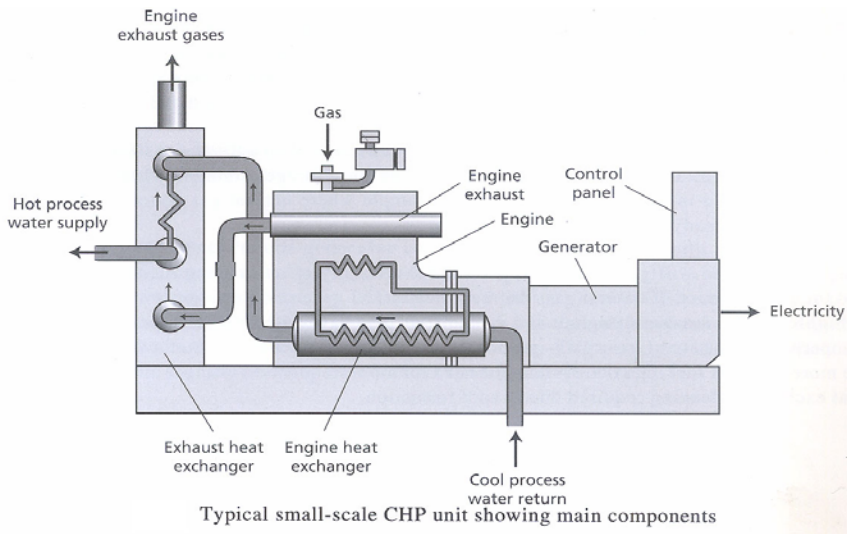 Engine
exhaust gases
Gas
Hot process
water supply
Engine
exhaust
Engine
Control
panel
Generator
Electricity
Exhaust heat
exchanger
Engine heat
exchanger
Cool process
water return
Typical small-scale CHP unit showing main components